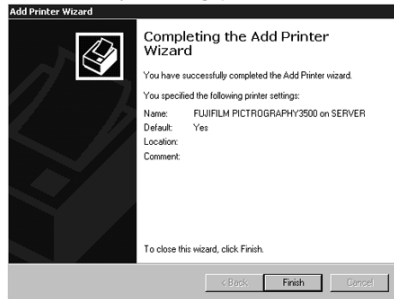 Add Printer Wizard
Completing the Add Printer
Wizard
You have successfully completed the Add Printer wizard.
You specified the following printer settings:
Name: FUJIFILM PICTROGRAPHY3500 on SERVER
Default: Yes
Location:
Comment:
To close this wizard, click Finish.
< Back Finish Cancel